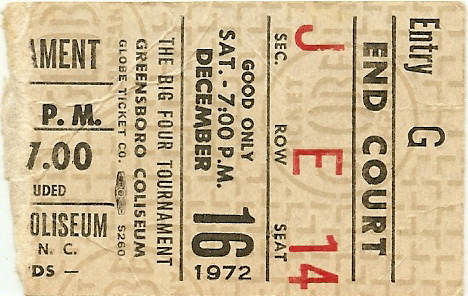 Entry G
END COURT
SEC. ROW SEAT
J E 14
GOOD ONLY
SAT. - 7:00 P.M.
DECEMBER 16
1972
THE BIG FOUR TOURNAMENT
GREENSBORO COLISEUM
GLOBE TICKET CO. 5260
AMENT
P. M.
7.00
UDED
OLISEUM
N. C.
DS —